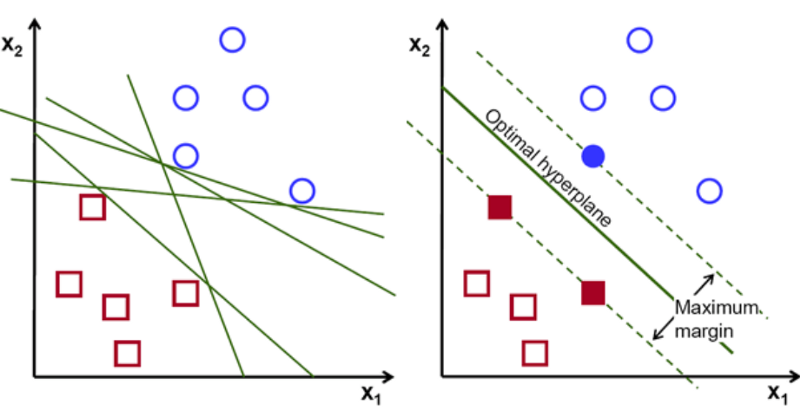 x2
x1
x2
Optimal hyperplane
Maximum
margin
x1